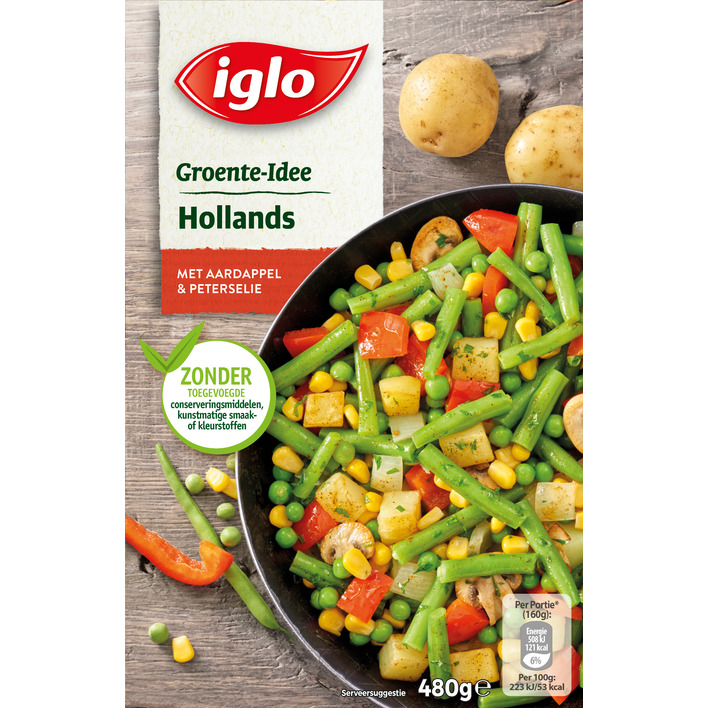 iglo
Groente-Idee
Hollands
MET AARDAPPEL
& PETERSELIE
ZONDER
TOEGEVOEGDE
conserveringsmiddelen,
kunstmatige smaak-
of kleurstoffen
Per Portie*
(160g):
Energie
508 kJ
121 kcal
6%
Per 100g:
223 kJ/53 kcal
Serveersuggestie
480g℮